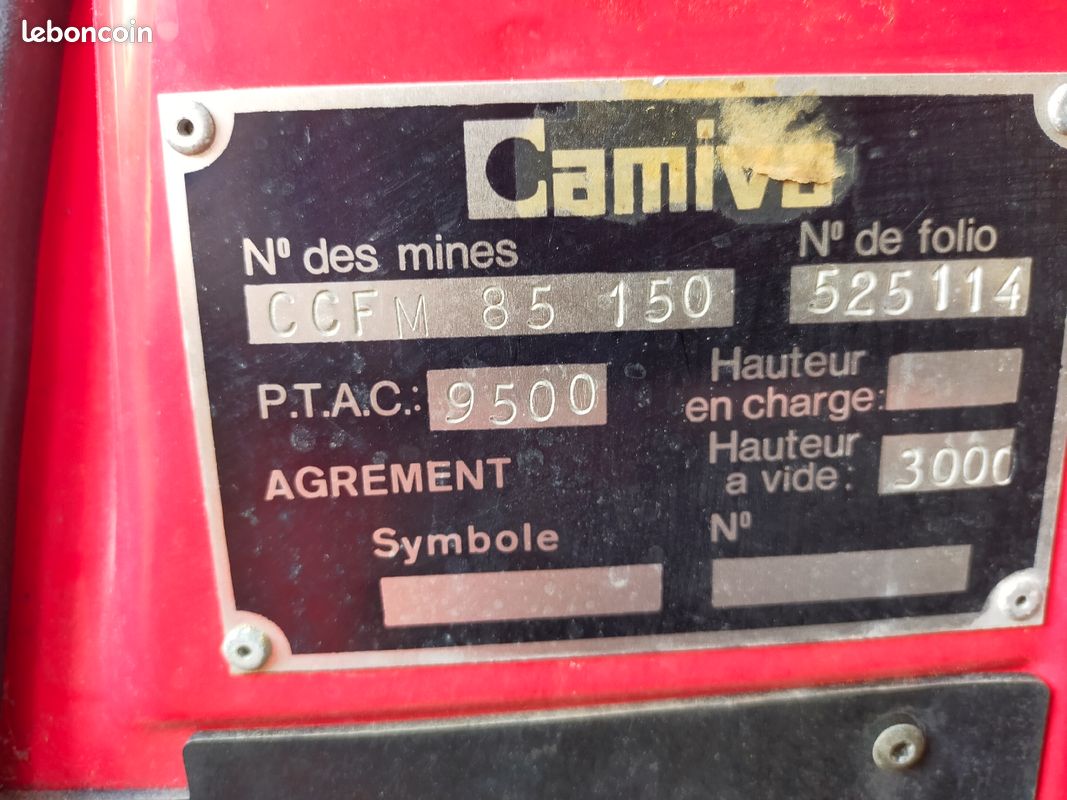 leboncoin
Camiva
Nº des mines
CCFM 85 150
Nº de folio
525114
P.T.A.C.: 9500
Hauteur
en charge:
Hauteur
a vide: 3000
AGREMENT
Symbole
Nº